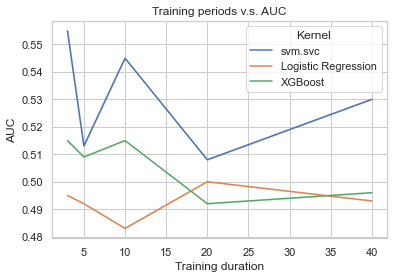 Training periods v.s. AUC
Kernel
svm.svc
Logistic Regression
XGBoost
AUC
0.55
0.54
0.53
0.52
0.51
0.50
0.49
0.48
5 10 15 20 25 30 35 40
Training duration